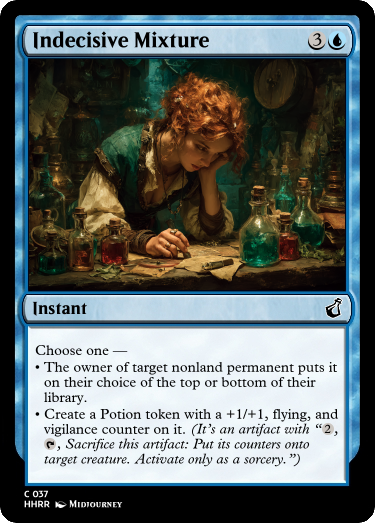 Indecisive Mixture 3
Instant
Choose one —
• The owner of target nonland permanent puts it
on their choice of the top or bottom of their
library.
• Create a Potion token with a +1/+1, flying, and
vigilance counter on it. (It's an artifact with “2,
, Sacrifice this artifact: Put its counters onto
target creature. Activate only as a sorcery.”)
C 037
HHRR Midjourney